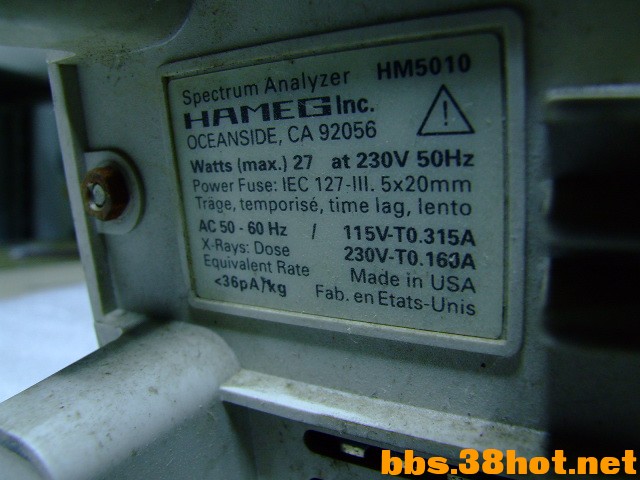 Spectrum Analyzer HM5010
HAMEG Inc.
OCEANSIDE, CA 92056
Watts (max.) 27 at 230V 50Hz
Power Fuse: IEC 127-III. 5x20mm
Träge, temporisé, time lag, lento
AC 50 - 60 Hz / 115V-T0.315A
X-Rays: Dose 230V-T0.160A
Equivalent Rate Made in USA
<36pA/kg Fab. en Etats-Unis
bbs.38hot.net